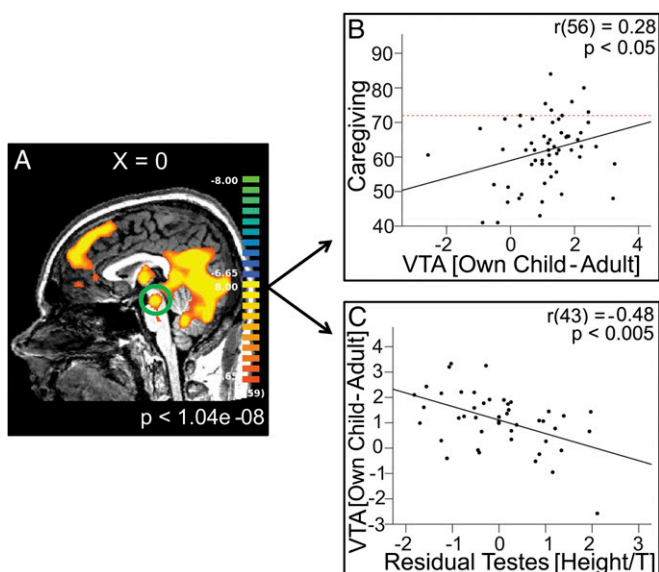 A
X = 0
-8.00
-6.65
8.00
p < 1.04e-08
B
r(56) = 0.28
p < 0.05
Caregiving
90
80
70
60
50
40
-2
0
2
4
VTA [Own Child-Adult]
C
r(43) =-0.48
p < 0.005
VTA[Own Child-Adult]
4
3
2
1
0
-1
-2
-3
-2
-1
0
1
2
3
Residual Testes [Height/T]